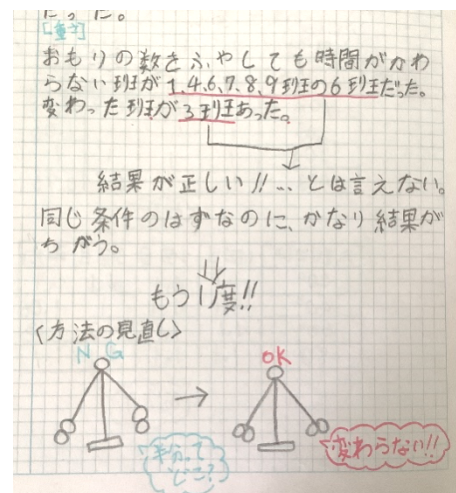 だった。
[重さ]
おもりの数をふやしても時間がかわ
らない班が1,4,6,7,8,9班の6班だった。
変わった班が3班あった。
結果が正しい!!…とは言えない。
同じ条件のはずなのに、かなり結果が
ちがう。
もう1度!!
〈方法の見直し〉
NG
OK
半分って
どこ?
変わらない!!